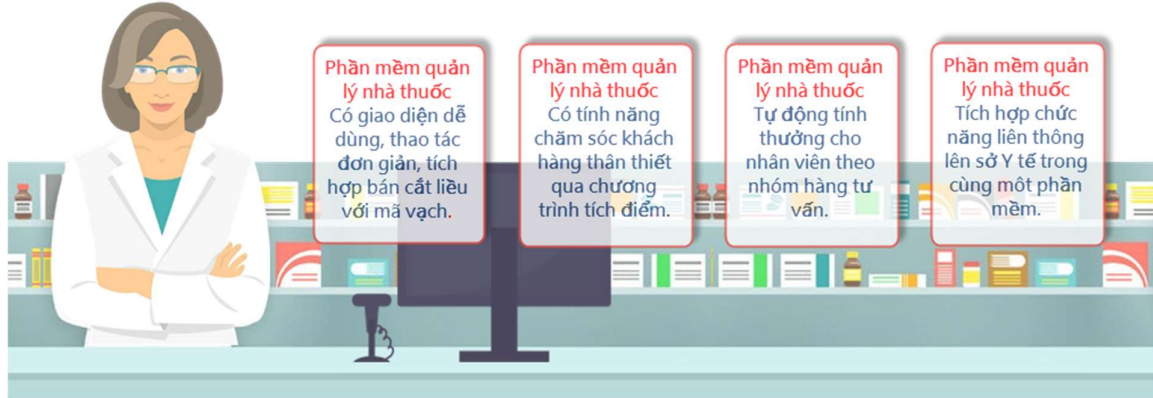 Phần mềm quản
lý nhà thuốc
Có giao diện dễ
dùng, thao tác
đơn giản, tích
hợp bán cắt liều
với mã vạch.
Phần mềm quản
lý nhà thuốc
Có tính năng
chăm sóc khách
hàng thân thiết
qua chương
trình tích điểm.
Phần mềm quản
lý nhà thuốc
Tự động tính
thưởng cho
nhân viên theo
nhóm hàng tư
vấn.
Phần mềm quản
lý nhà thuốc
Tích hợp chức
năng liên thông
lên sở Y tế trong
cùng môt phần
mềm.